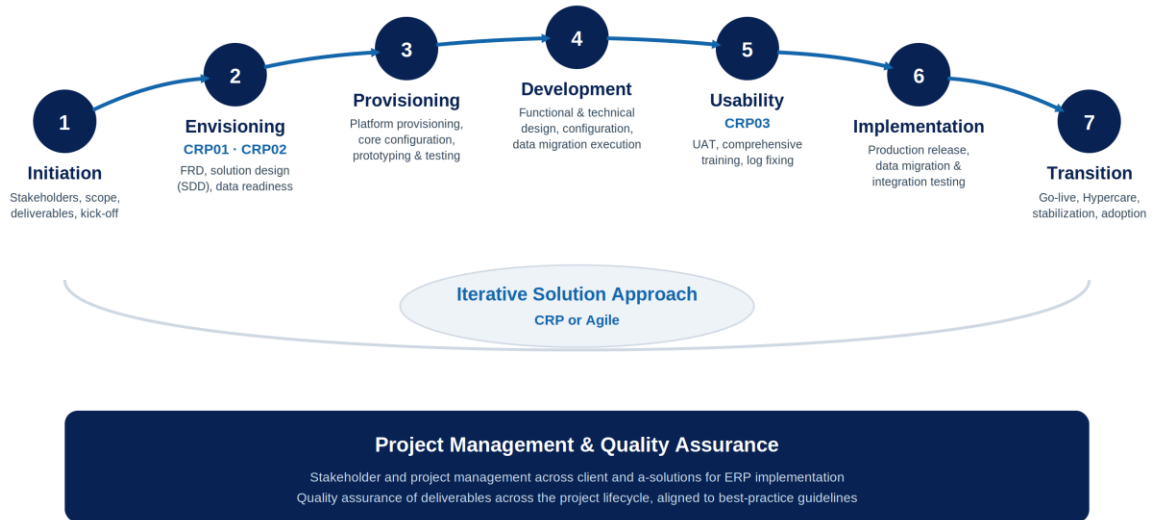 1
Initiation
Stakeholders, scope,
deliverables, kick-off
2
Envisioning
CRP01 · CRP02
FRD, solution design
(SDD), data readiness
3
Provisioning
Platform provisioning,
core configuration,
prototyping & testing
4
Development
Functional & technical
design, configuration,
data migration execution
5
Usability
CRP03
UAT, comprehensive
training, log fixing
6
Implementation
Production release,
data migration &
integration testing
7
Transition
Go-live, Hypercare,
stabilization, adoption
Iterative Solution Approach
CRP or Agile
Project Management & Quality Assurance
Stakeholder and project management across client and a-solutions for ERP implementation
Quality assurance of deliverables across the project lifecycle, aligned to best-practice guidelines